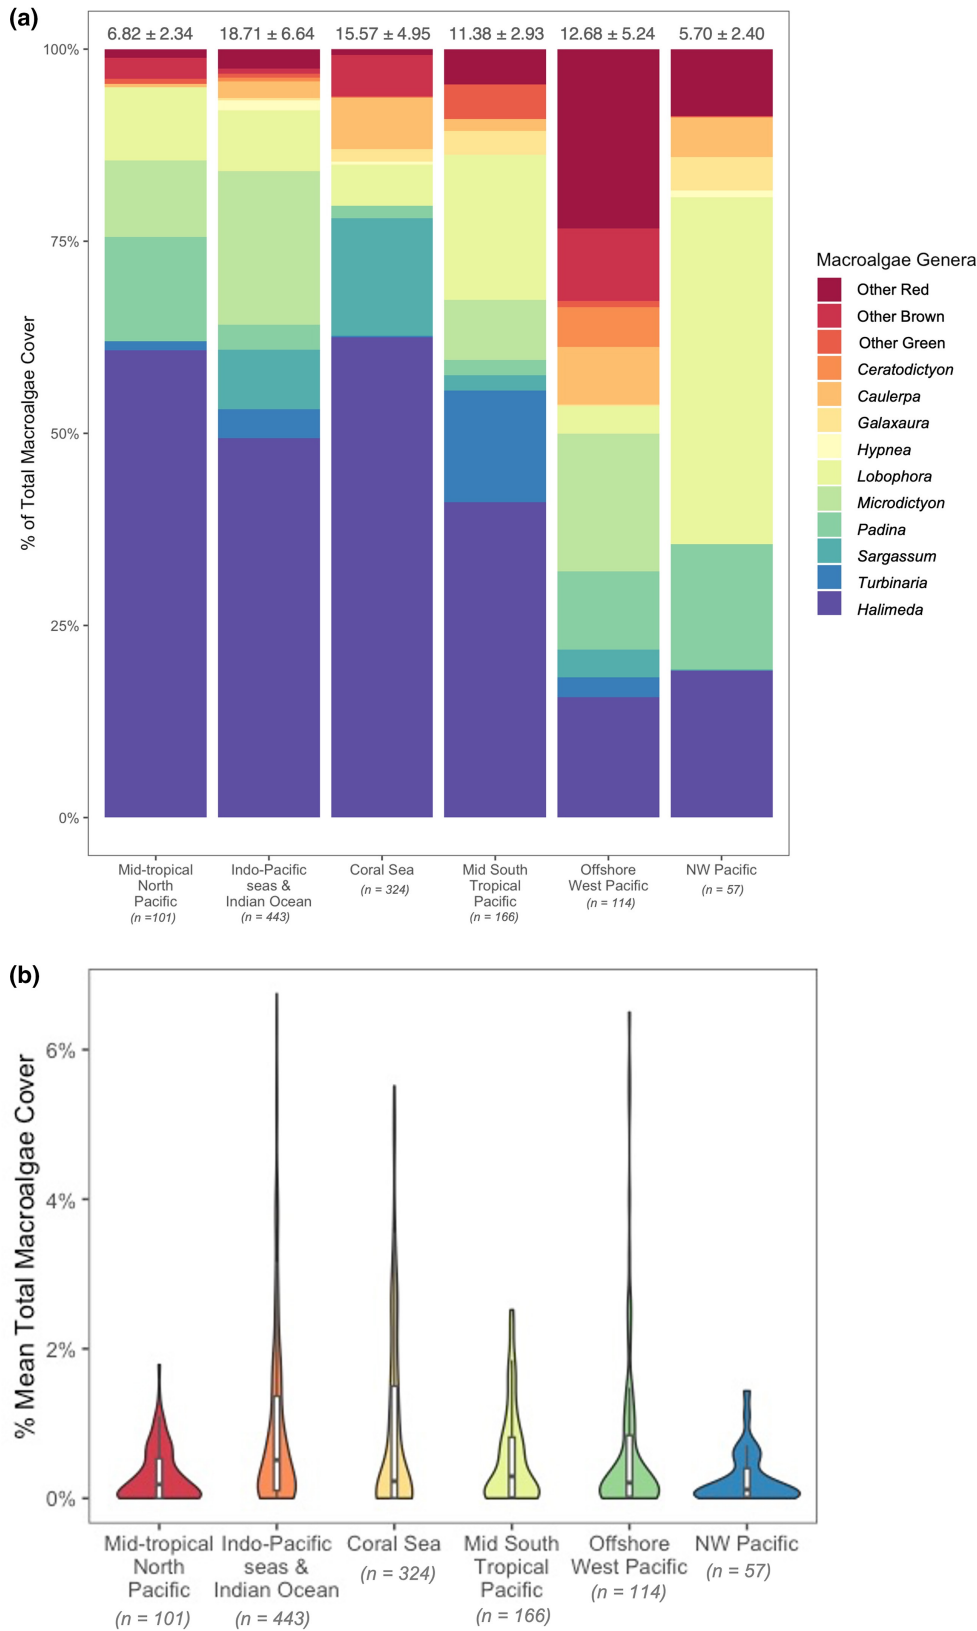 (a)
6.82 ± 2.34 18.71 ± 6.64 15.57 ± 4.95 11.38 ± 2.93 12.68 ± 5.24 5.70 ± 2.40
100%
75%
50%
25%
0%
% of Total Macroalgae Cover
Macroalgae Genera
Other Red
Other Brown
Other Green
Ceratodictyon
Caulerpa
Galaxaura
Hypnea
Lobophora
Microdictyon
Padina
Sargassum
Turbinaria
Halimeda
Mid-tropical
North
Pacific
(n =101)
Indo-Pacific
seas &
Indian Ocean
(n = 443)
Coral Sea
(n = 324)
Mid South
Tropical
Pacific
(n = 166)
Offshore
West Pacific
(n = 114)
NW Pacific
(n = 57)
(b)
6%
4%
2%
0%
% Mean Total Macroalgae Cover
Mid-tropical
North
Pacific
(n = 101)
Indo-Pacific
seas &
Indian Ocean
(n = 443)
Coral Sea
(n = 324)
Mid South
Tropical
Pacific
(n = 166)
Offshore
West Pacific
(n = 114)
NW Pacific
(n = 57)